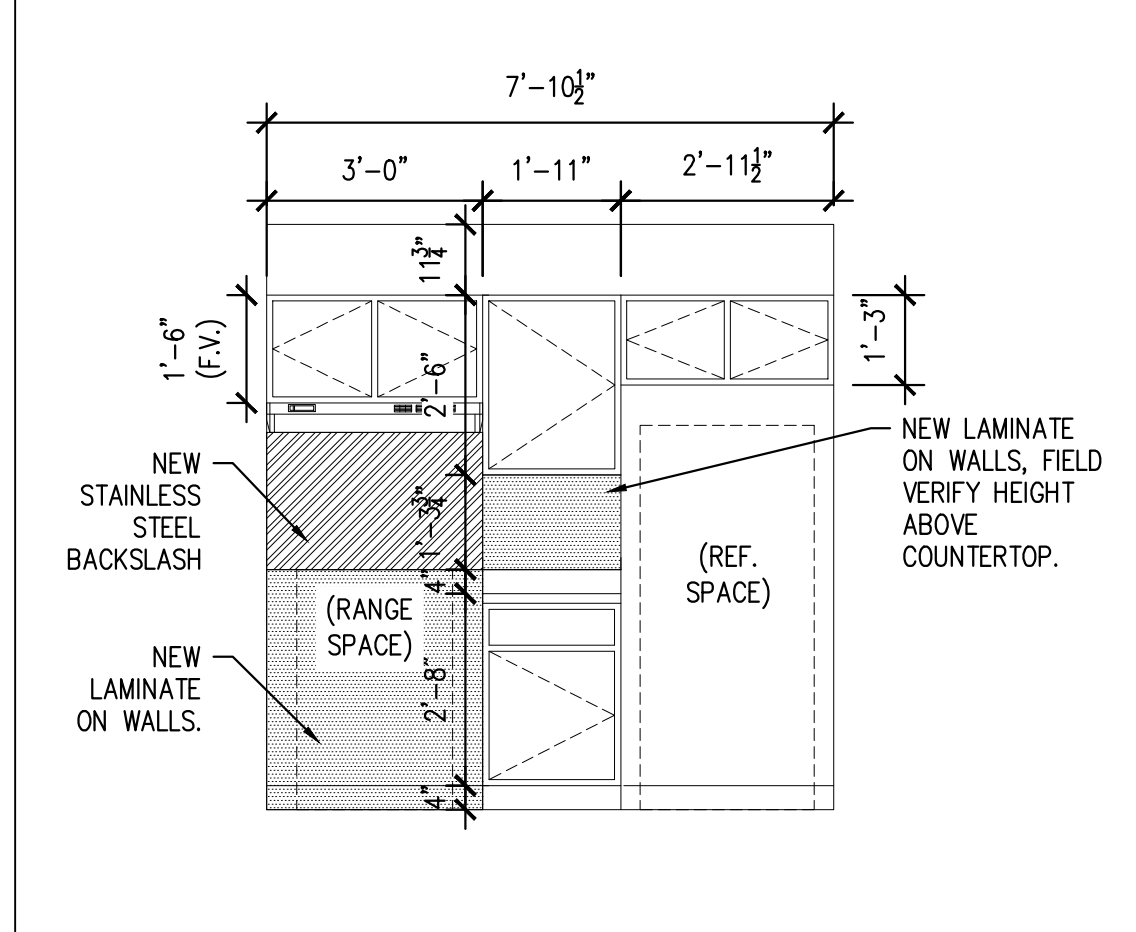 7'-10½"
3'-0"
1'-11"
2'-11½"
11¾"
1'-6"
(F.V.)
2'-6"
1'-3"
NEW
STAINLESS
STEEL
BACKSLASH
NEW LAMINATE
ON WALLS, FIELD
VERIFY HEIGHT
ABOVE
COUNTERTOP.
1'-3¾"
4"
(RANGE
SPACE)
(REF.
SPACE)
NEW
LAMINATE
ON WALLS.
2'-8"
4"